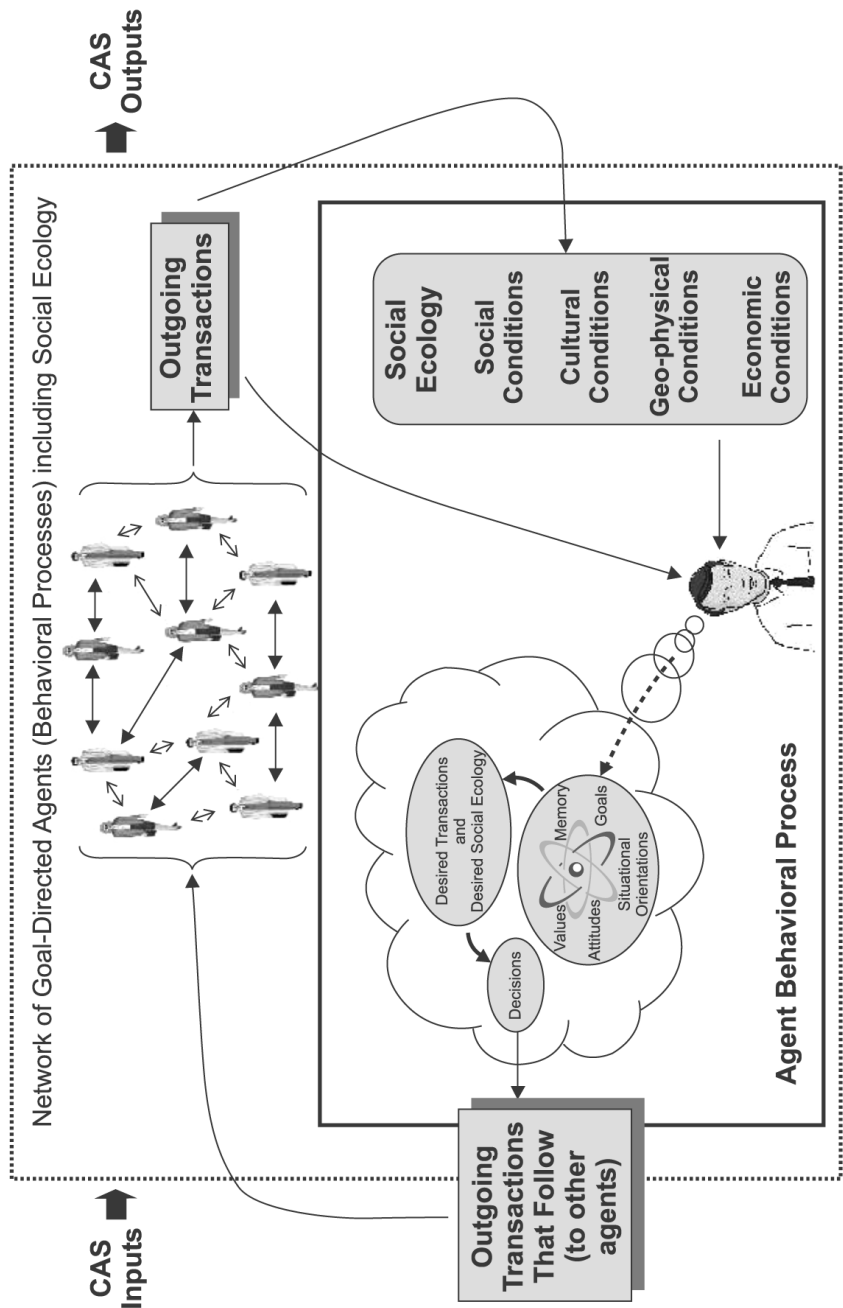 Network of Goal-Directed Agents (Behavioral Processes) including Social Ecology
CAS
Inputs
CAS
Outputs
Outgoing
Transactions
Outgoing
Transactions
That Follow
(to other
agents)
Decisions
Desired Transactions
and
Desired Social Ecology
Values
Memory
Attitudes
Goals
Situational
Orientations
Social
Ecology
Social
Conditions
Cultural
Conditions
Geo-physical
Conditions
Economic
Conditions
Agent Behavioral Process